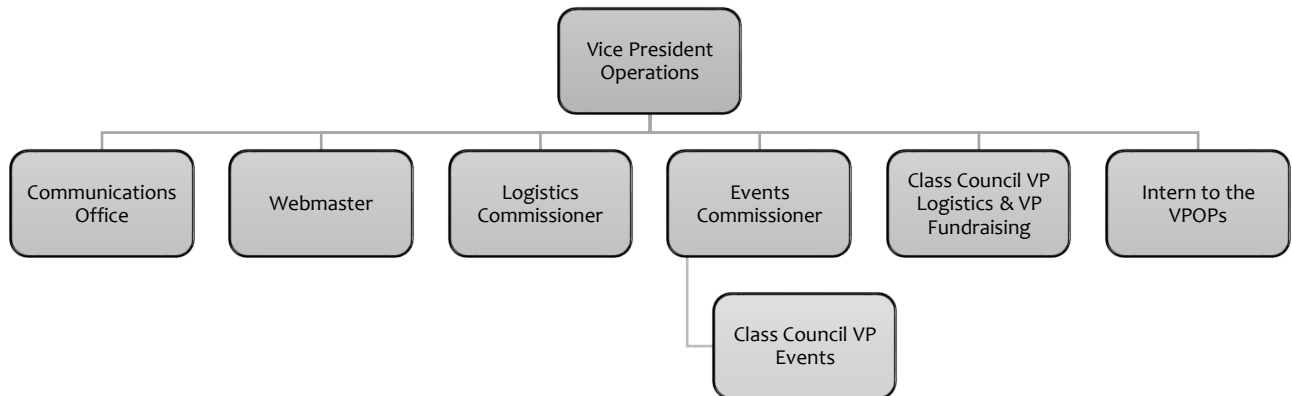 Vice President
Operations
Communications
Office
Webmaster
Logistics
Commissioner
Events
Commissioner
Class Council VP
Logistics & VP
Fundraising
Intern to the
VPOPs
Class Council VP
Events